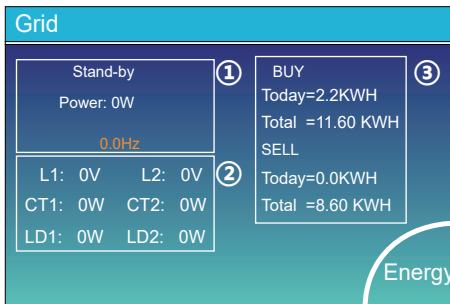 Grid
Stand-by
Power: 0W
0.0Hz
①
L1: 0V L2: 0V
CT1: 0W CT2: 0W
LD1: 0W LD2: 0W
②
BUY
Today=2.2KWH
Total =11.60 KWH
SELL
Today=0.0KWH
Total =8.60 KWH
③
Energy